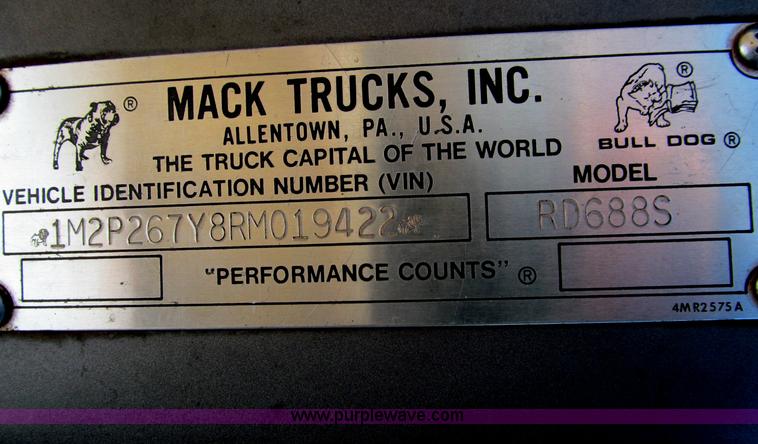 ®
MACK TRUCKS, INC.
®
ALLENTOWN, PA., U.S.A.
BULL DOG ®
THE TRUCK CAPITAL OF THE WORLD
VEHICLE IDENTIFICATION NUMBER (VIN)
MODEL
1M2P267Y8RM019422
RD688S
"PERFORMANCE COUNTS" ®
4MR2575A
www.purplewave.com